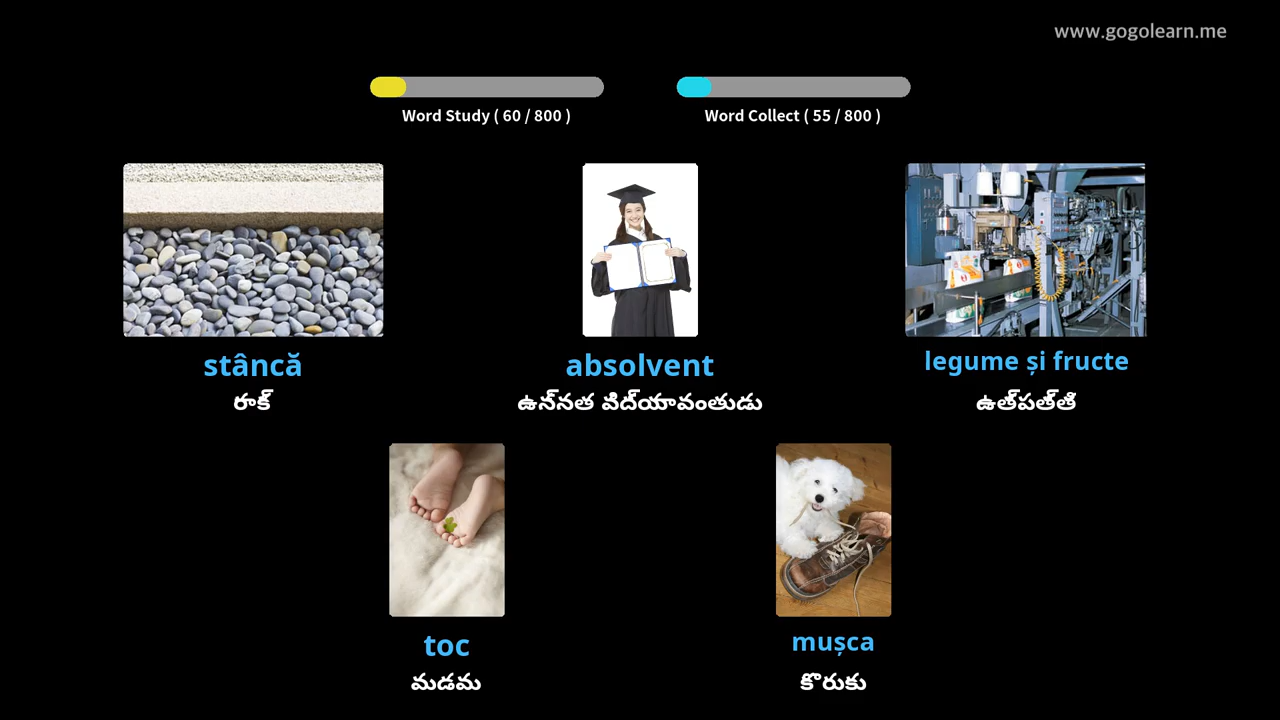 www.gogolearn.me
Word Study ( 60 / 800 )
Word Collect ( 55 / 800 )
stâncă
రాక్
absolvent
ఉన్నత విద్యావంతుడు
legume și fructe
ఉత్పత్తి
toc
మడమ
mușca
కొరుకు